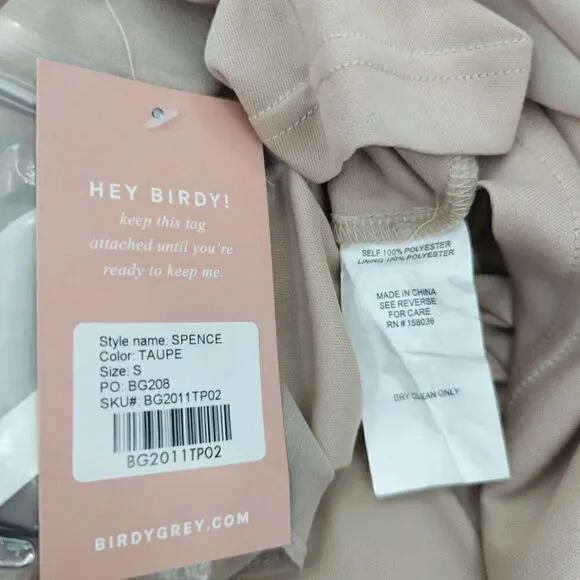 HEY BIRDY!
keep this tag
attached until you're
ready to keep me.
Style name: SPENCE
Color: TAUPE
Size: S
PO: BG208
SKU#: BG2011TP02
BG2011TP02
BIRDYGREY.COM
SELF 100% POLYESTER
LINING 100% POLYESTER
MADE IN CHINA
SEE REVERSE
FOR CARE
RN # 158036
DRY CLEAN ONLY